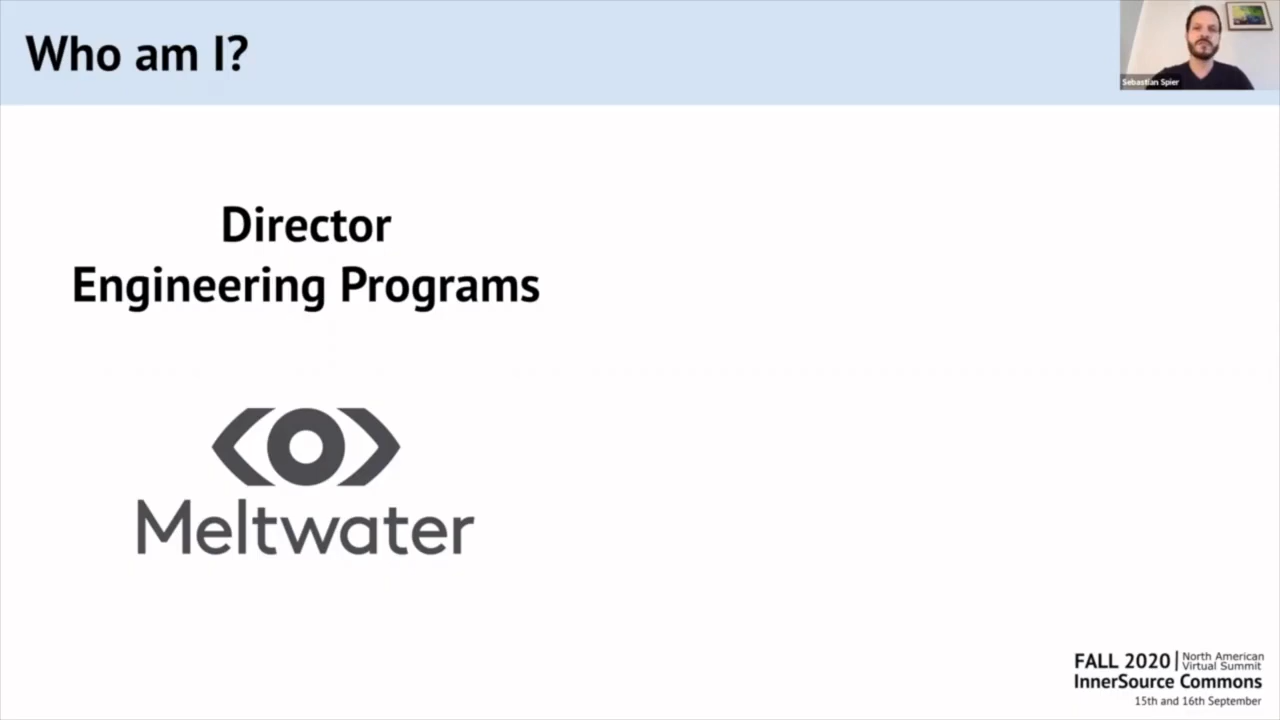 Who am I?
Sebastian Spier
Director
Engineering Programs
Meltwater
FALL 2020 | North American
Virtual Summit
InnerSource Commons
15th and 16th September